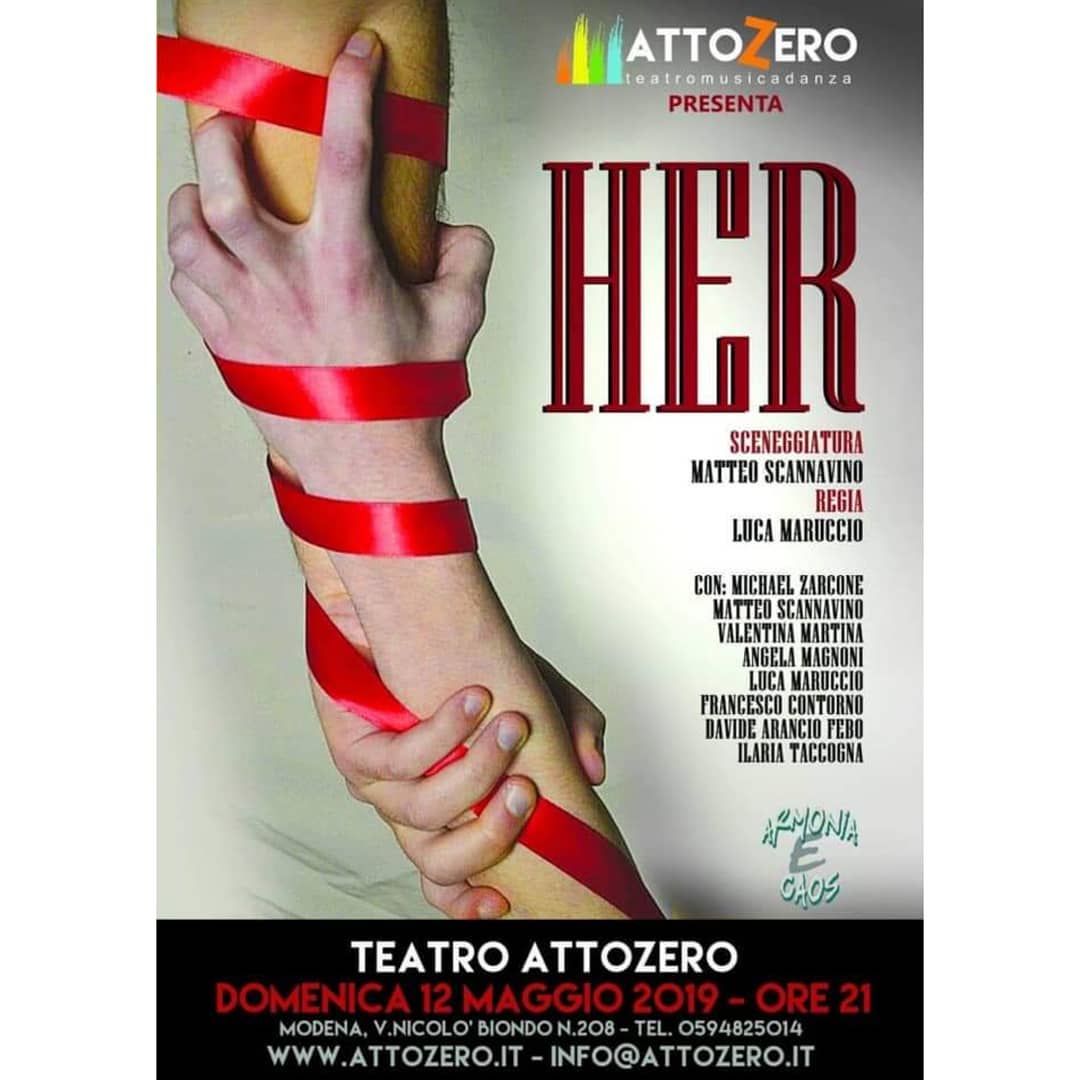 ATTOZERO
teatromusicadanza
PRESENTA
HER
SCENEGGIATURA
MATTEO SCANNAVINO
REGIA
LUCA MARUCCIO
CON: MICHAEL ZARCONE
MATTEO SCANNAVINO
VALENTINA MARTINA
ANGELA MAGNONI
LUCA MARUCCIO
FRANCESCO CONTORNO
DAVIDE ARANCIO FEBO
ILARIA TACCOGNA
ARMONIA
E
CAOS
TEATRO ATTOZERO
DOMENICA 12 MAGGIO 2019 - ORE 21
MODENA, V.NICOLO' BIONDO N.208 - TEL. 0594825014
WWW.ATTOZERO.IT - INFO@ATTOZERO.IT